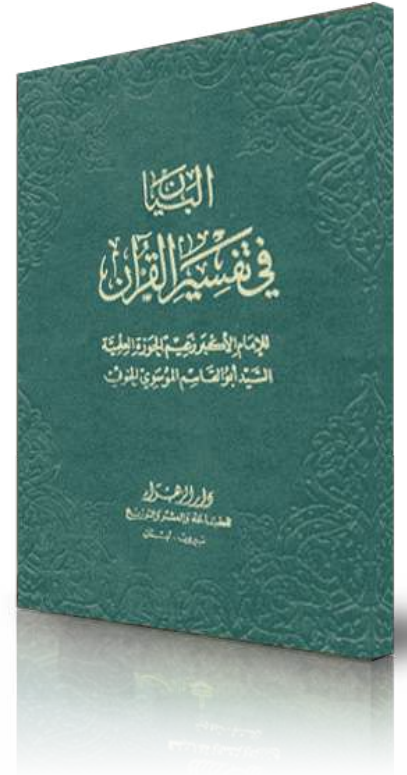 البيان
في تفسير القرآن
للإمام الأكبر زعيم الحوزة العلمية
السيد أبو القاسم الموسوي الخوئي
دار الزهراء
للطباعة والنشر والتوزيع
بيروت - لبنان